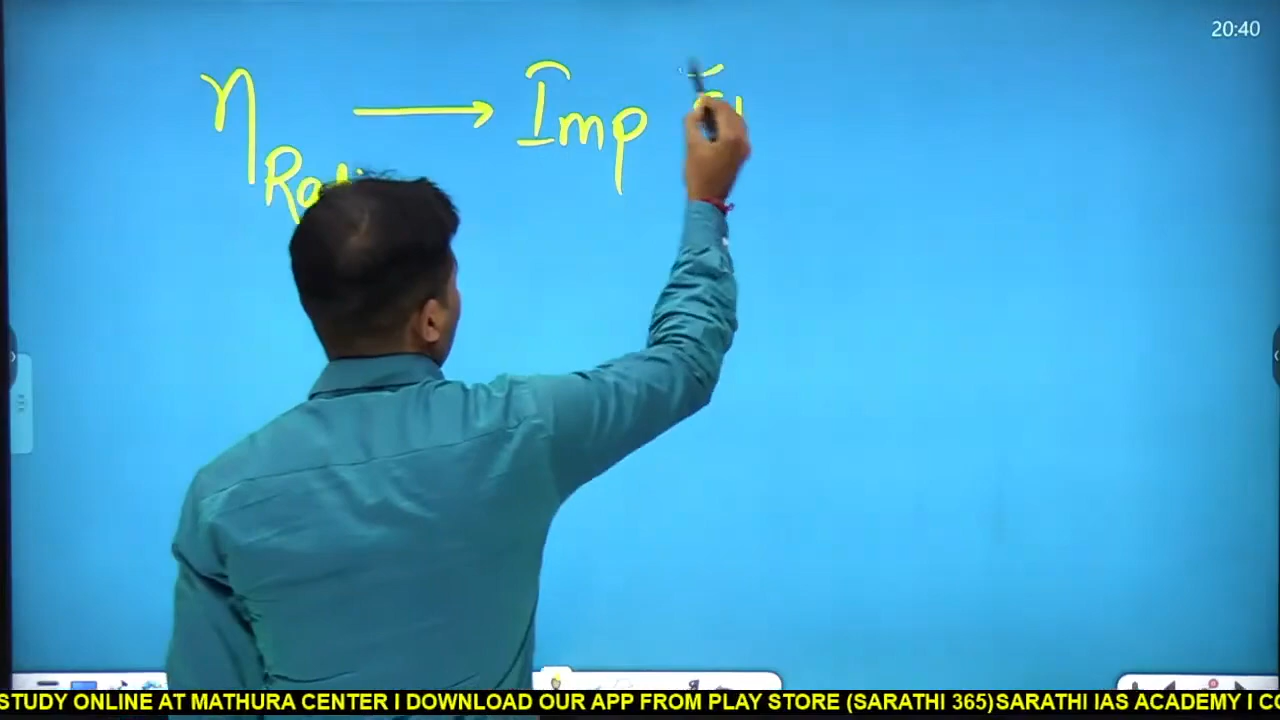 20:40
η → Imp
STUDY ONLINE AT MATHURA CENTER I DOWNLOAD OUR APP FROM PLAY STORE (SARATHI 365)SARATHI IAS ACADEMY I